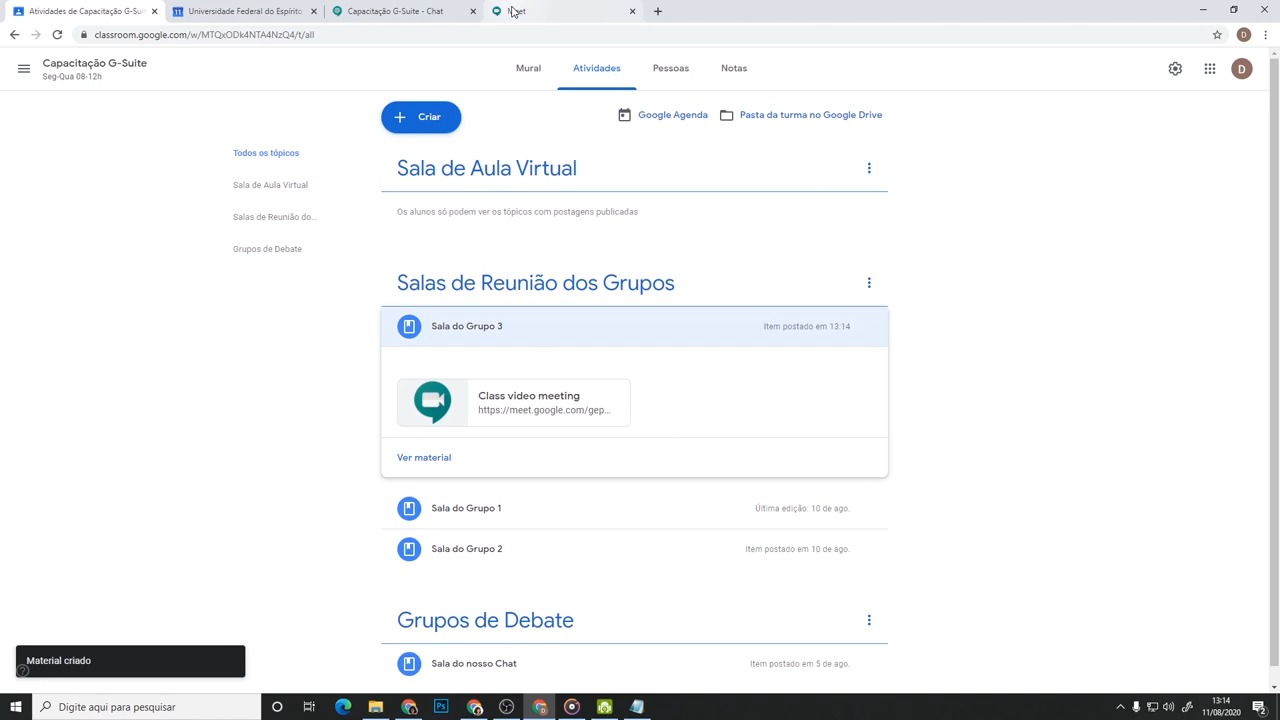 Atividades de Capacitação G-S
Universidade Federal do Espírito
Capacitação G-Suite - Chat
classroom.google.com/w/MTQxODk4NTA4NzQ4/t/all
D
Capacitação G-Suite
Seg-Qua 08-12h
Mural
Atividades
Pessoas
Notas
D
Criar
Google Agenda
Pasta da turma no Google Drive
Todos os tópicos
Sala de Aula Virtual
Salas de Reunião do...
Grupos de Debate
Sala de Aula Virtual
Os alunos só podem ver os tópicos com postagens publicadas
Salas de Reunião dos Grupos
Sala do Grupo 3
Item postado em 13:14
Class video meeting
https://meet.google.com/gep...
Ver material
Sala do Grupo 1
Última edição: 10 de ago.
Sala do Grupo 2
Item postado em 10 de ago.
Grupos de Debate
Sala do nosso Chat
Item postado em 5 de ago.
Material criado
Digite aqui para pesquisar
Ps
13:14
11/08/2020
2